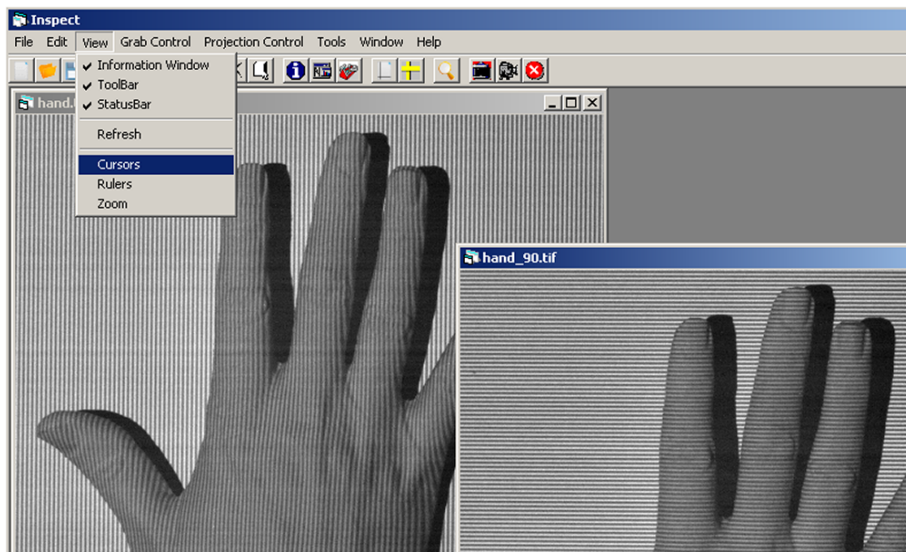 Inspect
File Edit View Grab Control Projection Control Tools Window Help
Information Window
ToolBar
StatusBar
Refresh
Cursors
Rulers
Zoom
hand_90.tif